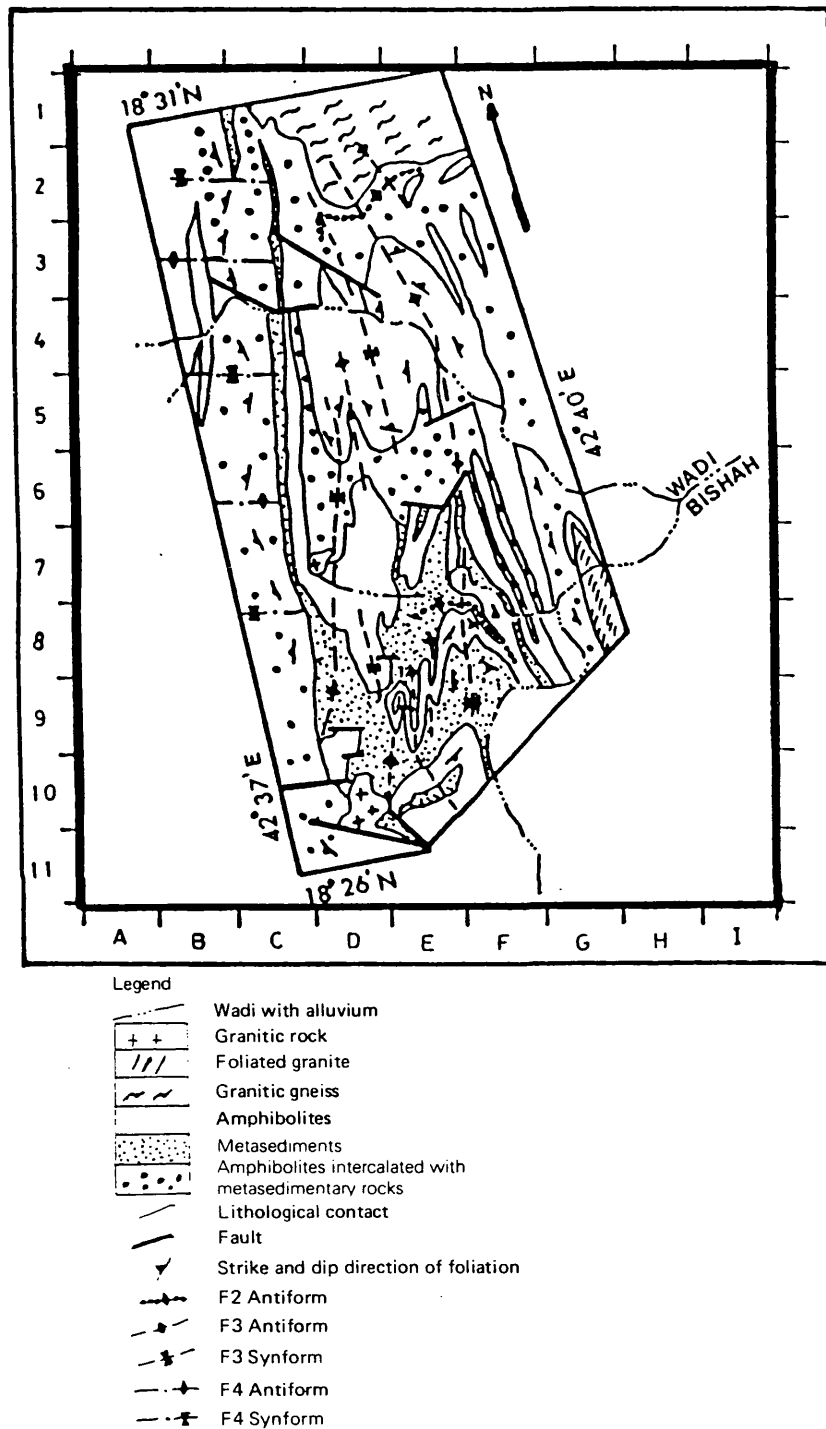 1
2
3
4
5
6
7
8
9
10
11
18° 31' N
N
42° 40' E
WADI
BISHAH
42° 37' E
18° 26' N
A B C D E F G H I
Legend
Wadi with alluvium
Granitic rock
Foliated granite
Granitic gneiss
Amphibolites
Metasediments
Amphibolites intercalated with
metasedimentary rocks
Lithological contact
Fault
Strike and dip direction of foliation
F2 Antiform
F3 Antiform
F3 Synform
F4 Antiform
F4 Synform